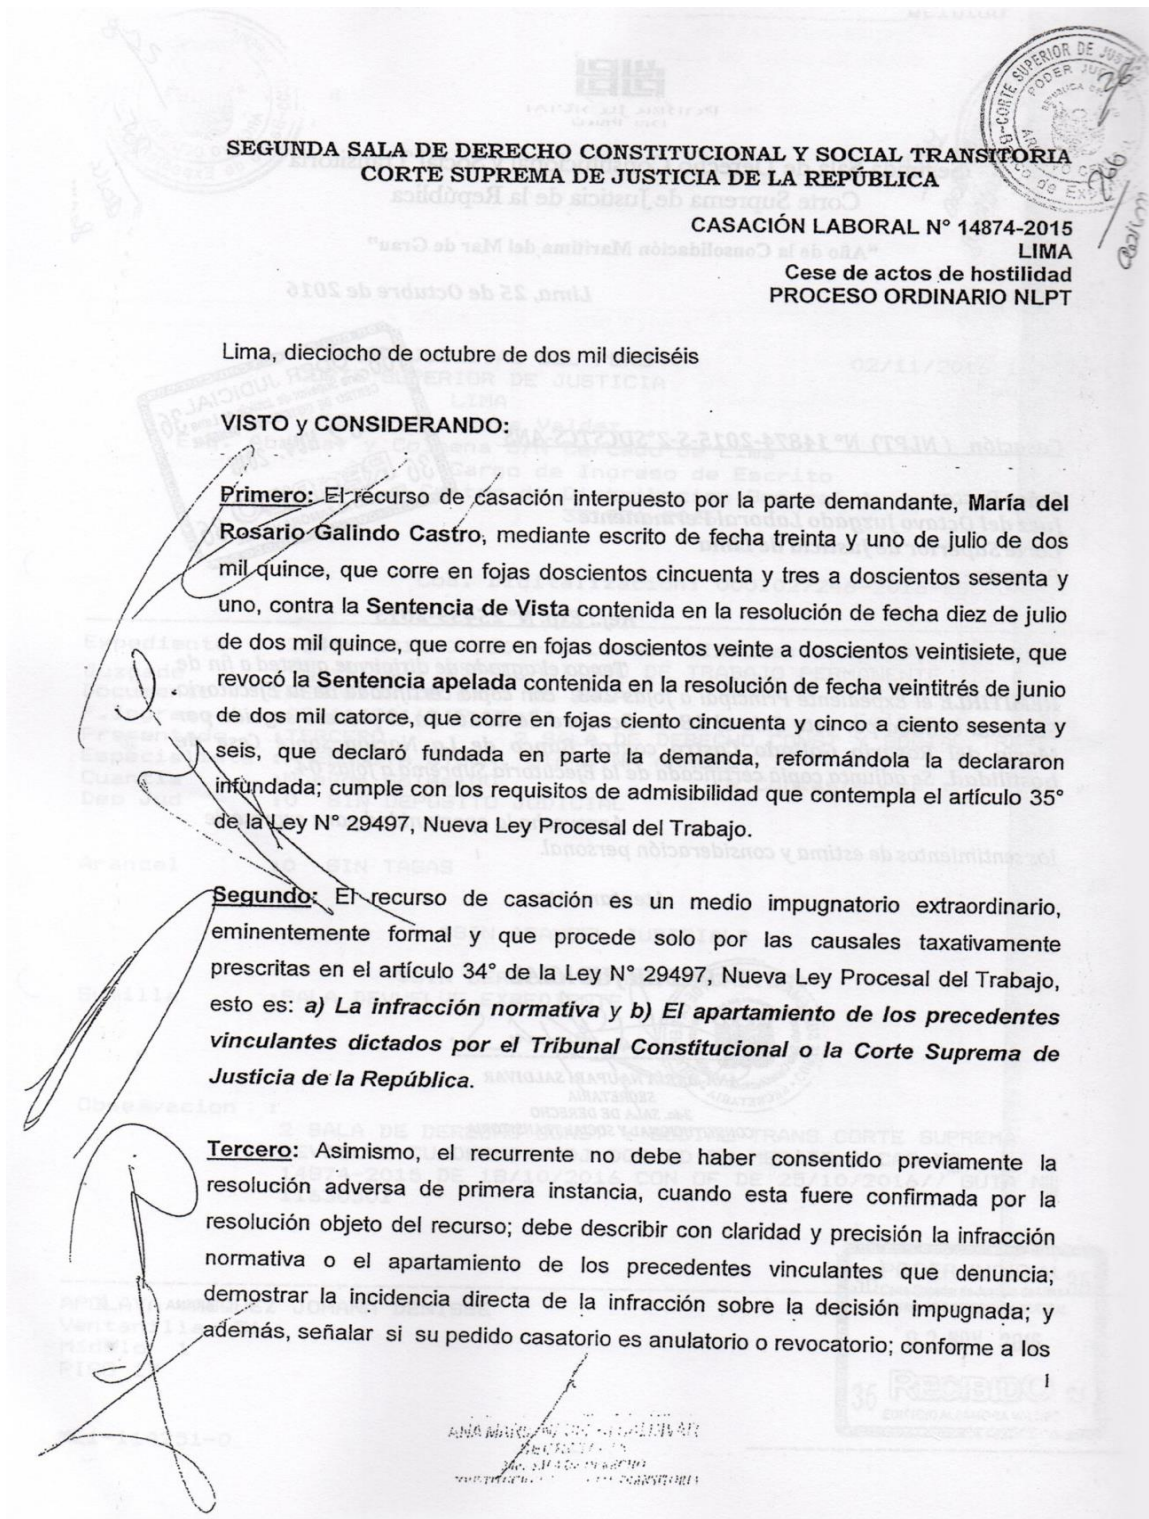 SEGUNDA SALA DE DERECHO CONSTITUCIONAL Y SOCIAL TRANSITORIA
CORTE SUPREMA DE JUSTICIA DE LA REPÚBLICA
CASACIÓN LABORAL N° 14874-2015
LIMA
Cese de actos de hostilidad
PROCESO ORDINARIO NLPT
Lima, dieciocho de octubre de dos mil dieciséis
VISTO y CONSIDERANDO:
Primero: El recurso de casación interpuesto por la parte demandante, María del
Rosario Galindo Castro, mediante escrito de fecha treinta y uno de julio de dos
mil quince, que corre en fojas doscientos cincuenta y tres a doscientos sesenta y
uno, contra la Sentencia de Vista contenida en la resolución de fecha diez de julio
de dos mil quince, que corre en fojas doscientos veinte a doscientos veintisiete, que
revocó la Sentencia apelada contenida en la resolución de fecha veintitrés de junio
de dos mil catorce, que corre en fojas ciento cincuenta y cinco a ciento sesenta y
seis, que declaró fundada en parte la demanda, reformándola la declararon
infundada; cumple con los requisitos de admisibilidad que contempla el artículo 35°
de la Ley N° 29497, Nueva Ley Procesal del Trabajo.
Segundo: El recurso de casación es un medio impugnatorio extraordinario,
eminentemente formal y que procede solo por las causales taxativamente
prescritas en el artículo 34° de la Ley N° 29497, Nueva Ley Procesal del Trabajo,
esto es: a) La infracción normativa y b) El apartamiento de los precedentes
vinculantes dictados por el Tribunal Constitucional o la Corte Suprema de
Justicia de la República.
Tercero: Asimismo, el recurrente no debe haber consentido previamente la
resolución adversa de primera instancia, cuando esta fuere confirmada por la
resolución objeto del recurso; debe describir con claridad y precisión la infracción
normativa o el apartamiento de los precedentes vinculantes que denuncia;
demostrar la incidencia directa de la infracción sobre la decisión impugnada; y
además, señalar si su pedido casatorio es anulatorio o revocatorio; conforme a los
1